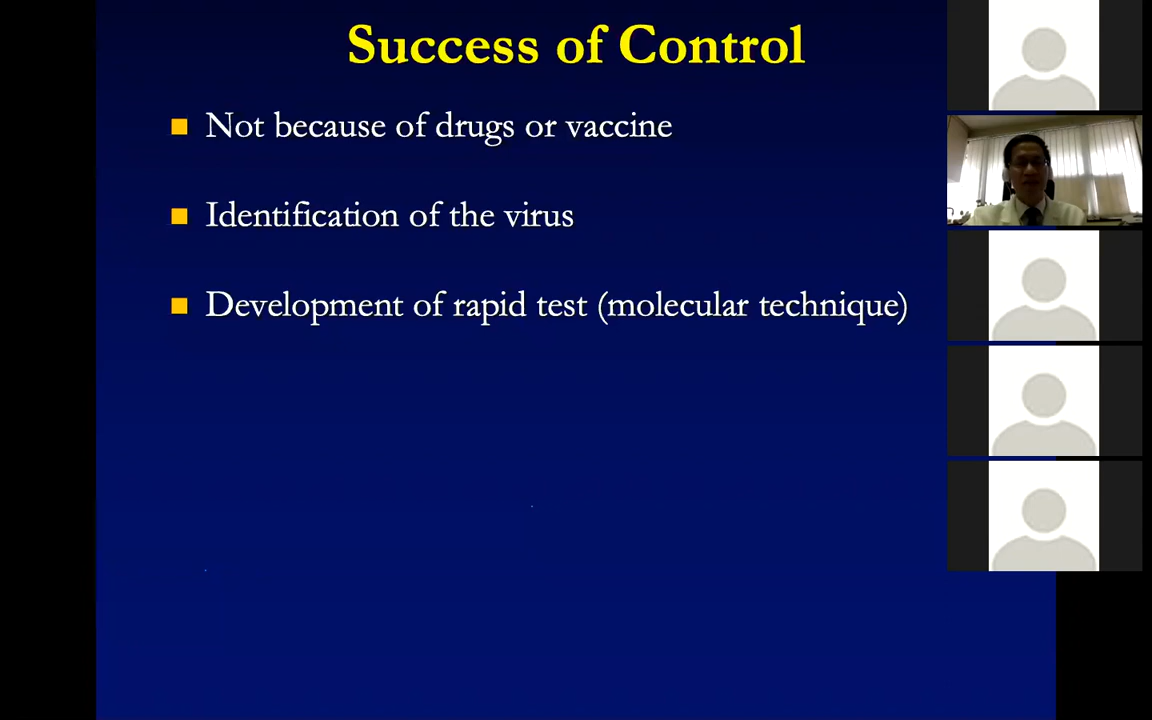 Success of Control
Not because of drugs or vaccine
Identification of the virus
Development of rapid test (molecular technique)